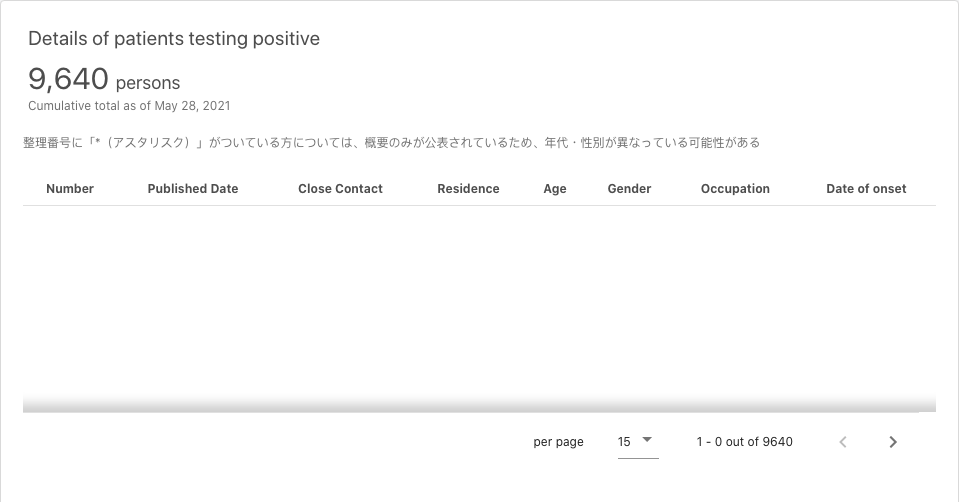 Details of patients testing positive
9,640 persons
Cumulative total as of May 28, 2021
整理番号に「*（アスタリスク）」がついている方については、概要のみが公表されているため、年代・性別が異なっている可能性がある
Number Published Date Close Contact Residence Age Gender Occupation Date of onset
per page 15 1 - 0 out of 9640